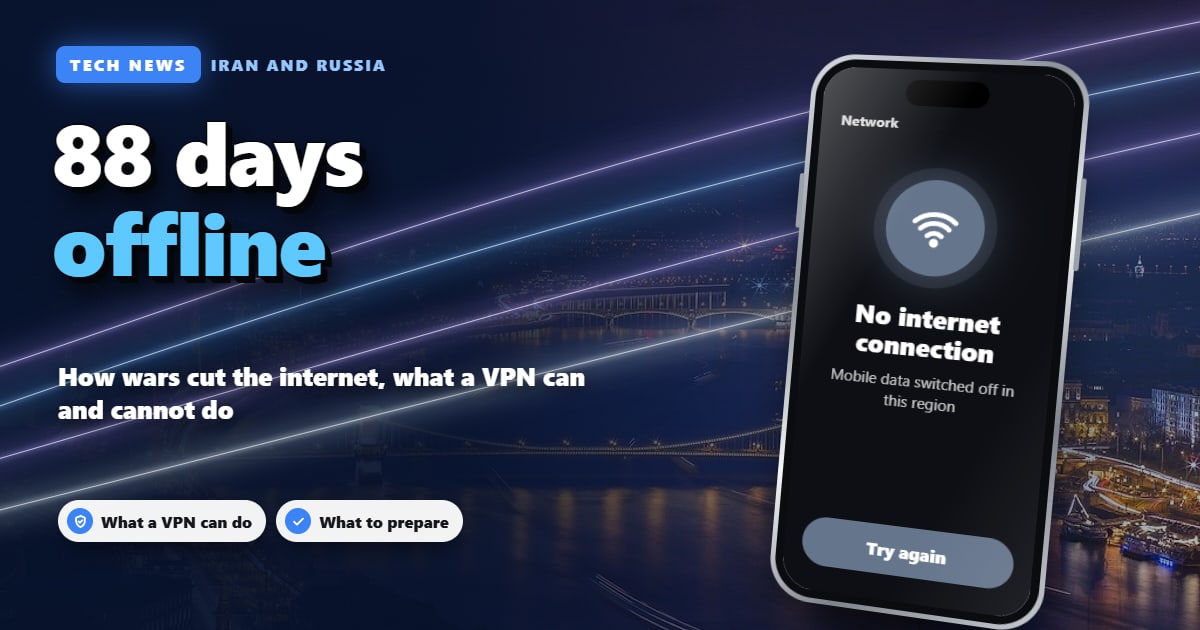 TECH NEWS IRAN AND RUSSIA
88 days
offline
How wars cut the internet, what a VPN can
and cannot do
What a VPN can do What to prepare
Network
No internet
connection
Mobile data switched off in
this region
Try again